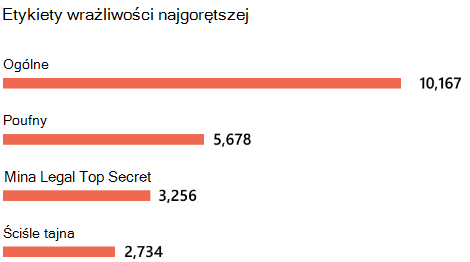 Etykiety wrażliwości najgorętszej
Ogólne
10,167
Poufny
5,678
Mina Legal Top Secret
3,256
Ściśle tajna
2,734